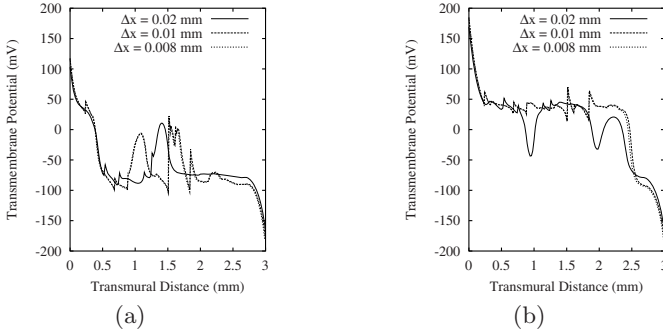 Transmembrane Potential (mV)
200
150
100
50
0
-50
-100
-150
-200
Δx = 0.02 mm
Δx = 0.01 mm
Δx = 0.008 mm
0 0.5 1 1.5 2 2.5 3
Transmural Distance (mm)
(a)
Transmembrane Potential (mV)
200
150
100
50
0
-50
-100
-150
-200
Δx = 0.02 mm
Δx = 0.01 mm
Δx = 0.008 mm
0 0.5 1 1.5 2 2.5 3
Transmural Distance (mm)
(b)